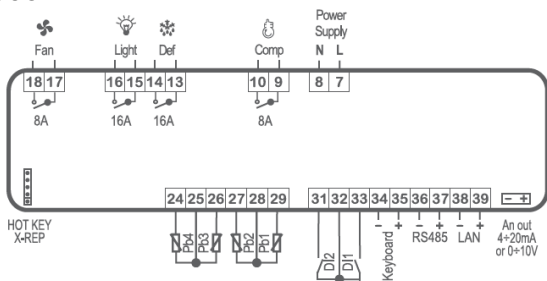 Power
Supply
Fan Light Def Comp N L
18 17 16 15 14 13 10 9 8 7
8A 16A 16A 8A
24 25 26 27 28 29 31 32 33 34 35 36 37 38 39 - +
Pb4 Pb3 Pb2 Pb1 DI2 DI1 Keyboard - + - + - +
RS485 LAN
HOT KEY
X-REP
An out
4÷20mA
or 0÷10V